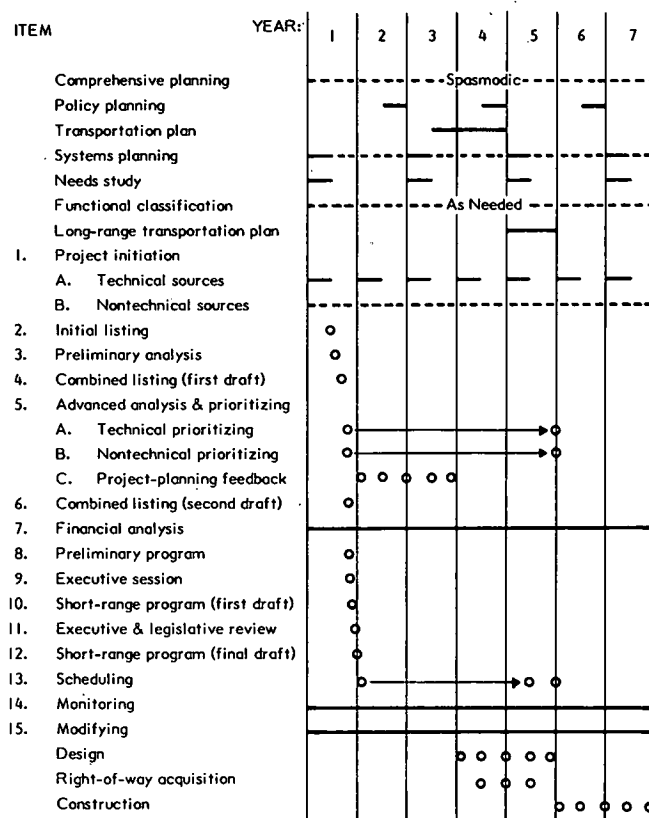 ITEM YEAR: 1 2 3 4 5 6 7
Comprehensive planning Spasmodic
Policy planning
Transportation plan
Systems planning
Needs study
Functional classification As Needed
Long-range transportation plan
1. Project initiation
A. Technical sources
B. Nontechnical sources
2. Initial listing
3. Preliminary analysis
4. Combined listing (first draft)
5. Advanced analysis & prioritizing
A. Technical prioritizing
B. Nontechnical prioritizing
C. Project-planning feedback
6. Combined listing (second draft)
7. Financial analysis
8. Preliminary program
9. Executive session
10. Short-range program (first draft)
11. Executive & legislative review
12. Short-range program (final draft)
13. Scheduling
14. Monitoring
15. Modifying
Design
Right-of-way acquisition
Construction